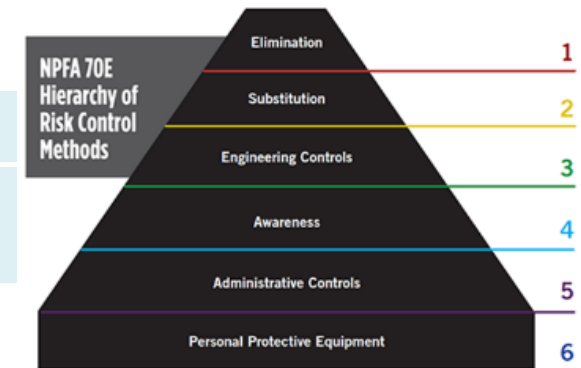 NPFA 70E
Hierarchy of
Risk Control
Methods
Elimination
1
Substitution
2
Engineering Controls
3
Awareness
4
Administrative Controls
5
Personal Protective Equipment
6